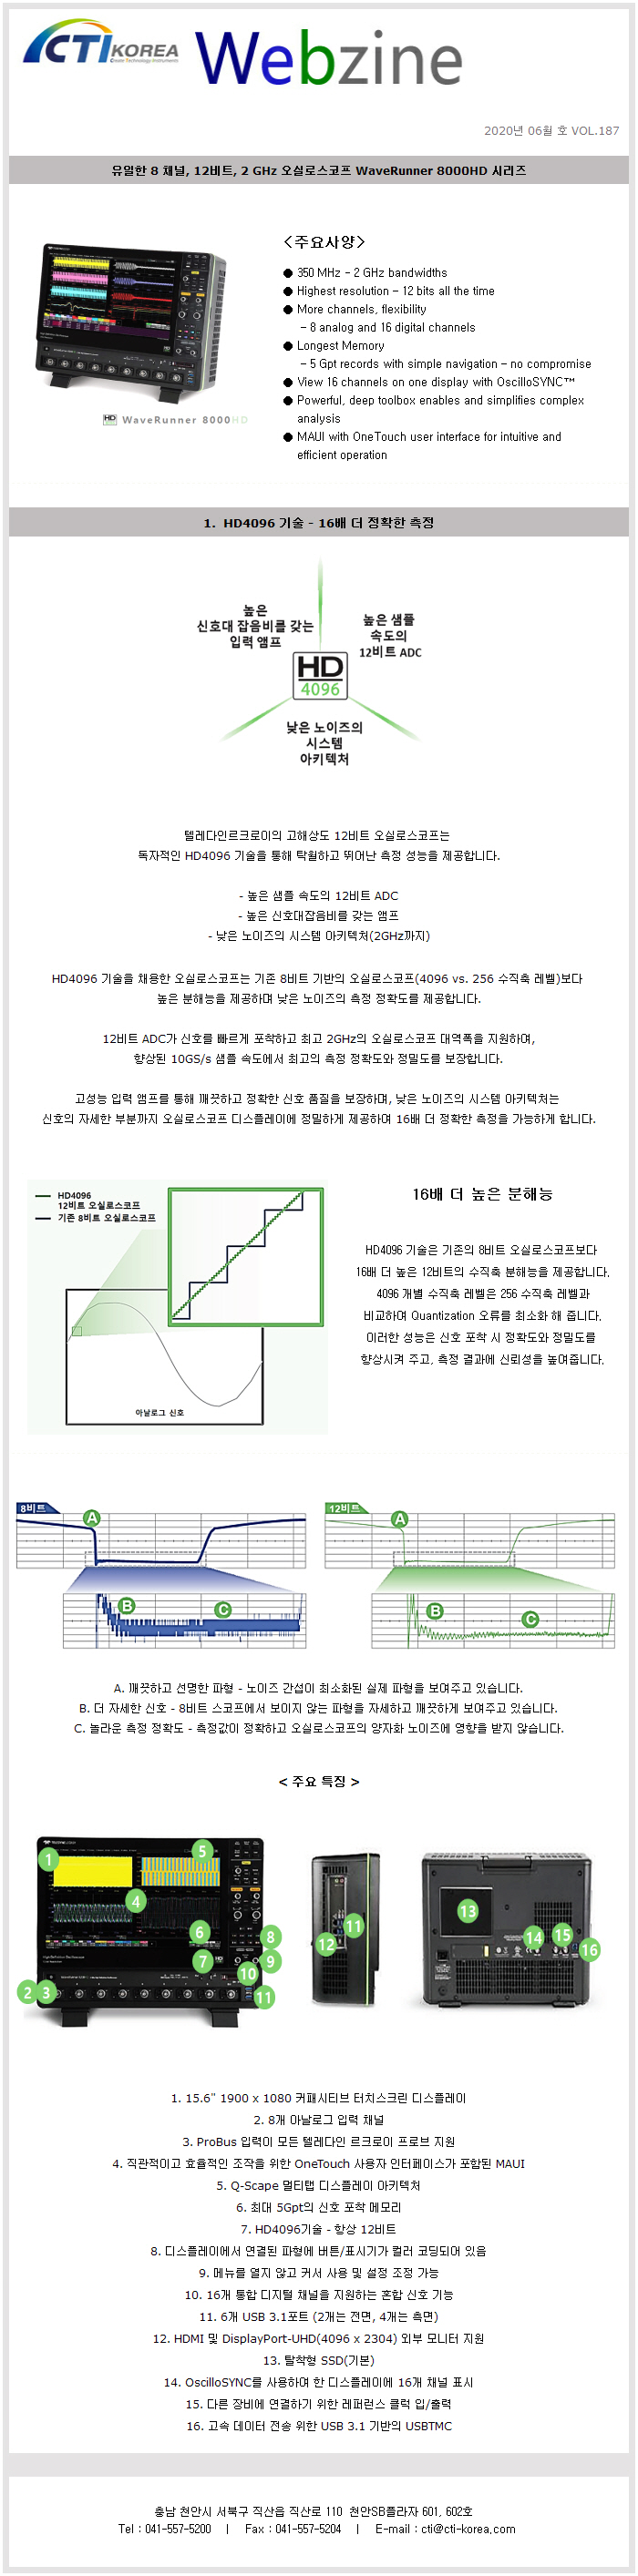 CTI KOREA
Create Technology Instruments
Webzine
2020년 06월 호 VOL.187
유일한 8 채널, 12비트, 2 GHz 오실로스코프 WaveRunner 8000HD 시리즈
<주요사양>
● 350 MHz – 2 GHz bandwidths
● Highest resolution – 12 bits all the time
● More channels, flexibility
– 8 analog and 16 digital channels
● Longest Memory
– 5 Gpt records with simple navigation – no compromise
● View 16 channels on one display with OscilloSYNC™
● Powerful, deep toolbox enables and simplifies complex
analysis
● MAUI with OneTouch user interface for intuitive and
efficient operation
HD WaveRunner 8000HD
1. HD4096 기술 - 16배 더 정확한 측정
높은
신호대 잡음비를 갖는
입력 앰프
높은 샘플
속도의
12비트 ADC
HD
4096
낮은 노이즈의
시스템
아키텍처
텔레다인르크로이의 고해상도 12비트 오실로스코프는
독자적인 HD4096 기술을 통해 탁월하고 뛰어난 측정 성능을 제공합니다.
- 높은 샘플 속도의 12비트 ADC
- 높은 신호대잡음비를 갖는 앰프
- 낮은 노이즈의 시스템 아키텍처(2GHz까지)
HD4096 기술을 채용한 오실로스코프는 기존 8비트 기반의 오실로스코프(4096 vs. 256 수직축 레벨)보다
높은 분해능을 제공하며 낮은 노이즈의 측정 정확도를 제공합니다.
12비트 ADC가 신호를 빠르게 포착하고 최고 2GHz의 오실로스코프 대역폭을 지원하여,
향상된 10GS/s 샘플 속도에서 최고의 측정 정확도와 정밀도를 보장합니다.
고성능 입력 앰프를 통해 깨끗하고 정확한 신호 품질을 보장하며, 낮은 노이즈의 시스템 아키텍처는
신호의 자세한 부분까지 오실로스코프 디스플레이에 정밀하게 제공하여 16배 더 정확한 측정을 가능하게 합니다.
HD4096
12비트 오실로스코프
기존 8비트 오실로스코프
아날로그 신호
16배 더 높은 분해능
HD4096 기술은 기존의 8비트 오실로스코프보다
16배 더 높은 12비트의 수직축 분해능을 제공합니다.
4096 개별 수직축 레벨은 256 수직축 레벨과
비교하여 Quantization 오류를 최소화 해 줍니다.
이러한 성능은 신호 포착 시 정확도와 정밀도를
향상시켜 주고, 측정 결과에 신뢰성을 높여줍니다.
8비트
A
B
C
12비트
A
B
C
A. 깨끗하고 선명한 파형 - 노이즈 간섭이 최소화된 실제 파형을 보여주고 있습니다.
B. 더 자세한 신호 - 8비트 스코프에서 보이지 않는 파형을 자세하고 깨끗하게 보여주고 있습니다.
C. 놀라운 측정 정확도 - 측정값이 정확하고 오실로스코프의 양자화 노이즈에 영향을 받지 않습니다.
< 주요 특징 >
1
5
4
6
8
7
9
10
2
3
11
11
12
13
14
15
16
1. 15.6" 1900 x 1080 커패시티브 터치스크린 디스플레이
2. 8개 아날로그 입력 채널
3. ProBus 입력이 모든 텔레다인 르크로이 프로브 지원
4. 직관적이고 효율적인 조작을 위한 OneTouch 사용자 인터페이스가 포함된 MAUI
5. Q-Scape 멀티탭 디스플레이 아키텍처
6. 최대 5Gpt의 신호 포착 메모리
7. HD4096기술 - 항상 12비트
8. 디스플레이에서 연결된 파형에 버튼/표시기가 컬러 코딩되어 있음
9. 메뉴를 열지 않고 커서 사용 및 설정 조정 가능
10. 16개 통합 디지털 채널을 지원하는 혼합 신호 기능
11. 6개 USB 3.1포트 (2개는 전면, 4개는 측면)
12. HDMI 및 DisplayPort-UHD(4096 x 2304) 외부 모니터 지원
13. 탈착형 SSD(기본)
14. OscilloSYNC를 사용하여 한 디스플레이에 16개 채널 표시
15. 다른 장비에 연결하기 위한 레퍼런스 클럭 입/출력
16. 고속 데이터 전송 위한 USB 3.1 기반의 USBTMC
충남 천안시 서북구 직산읍 직산로 110 천안SB플라자 601, 602호
Tel : 041-557-5200 | Fax : 041-557-5204 | E-mail : cti@cti-korea.com